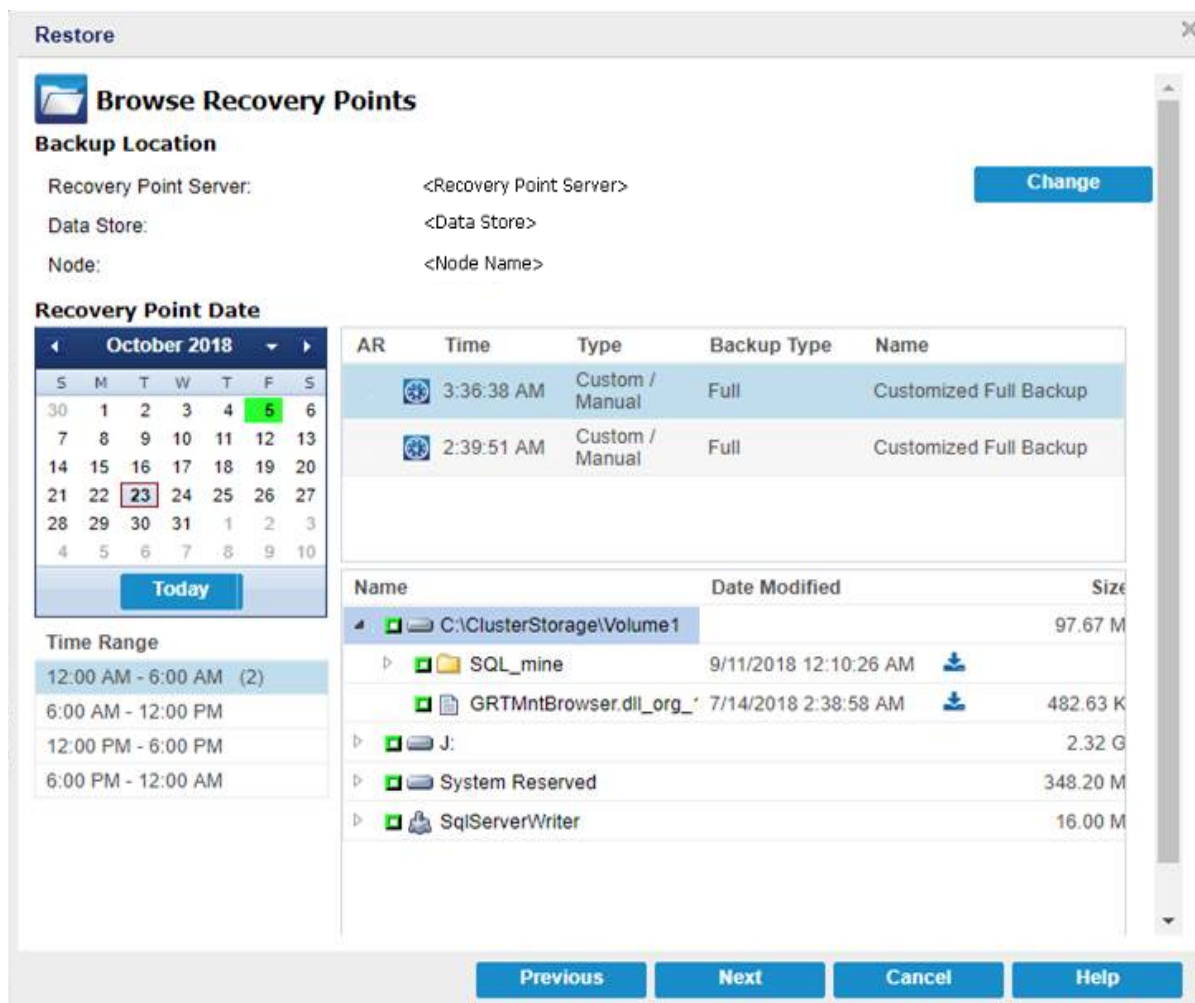 Restore
Browse Recovery Points
Backup Location
Recovery Point Server: <Recovery Point Server>
Change
Data Store: <Data Store>
Node: <Node Name>
Recovery Point Date
October 2018
S M T W T F S
30 1 2 3 4 5 6
7 8 9 10 11 12 13
14 15 16 17 18 19 20
21 22 23 24 25 26 27
28 29 30 31 1 2 3
4 5 6 7 8 9 10
Today
Time Range
12:00 AM - 6:00 AM (2)
6:00 AM - 12:00 PM
12:00 PM - 6:00 PM
6:00 PM - 12:00 AM
AR Time Type Backup Type Name
3:36:38 AM Custom / Manual Full Customized Full Backup
2:39:51 AM Custom / Manual Full Customized Full Backup
Name Date Modified Size
C:\ClusterStorage\Volume1 97.67 M
SQL_mine 9/11/2018 12:10:26 AM
GRTMntBrowser.dll_org_ 7/14/2018 2:38:58 AM 482.63 K
J: 2.32 G
System Reserved 348.20 M
SqlServerWriter 16.00 M
Previous Next Cancel Help